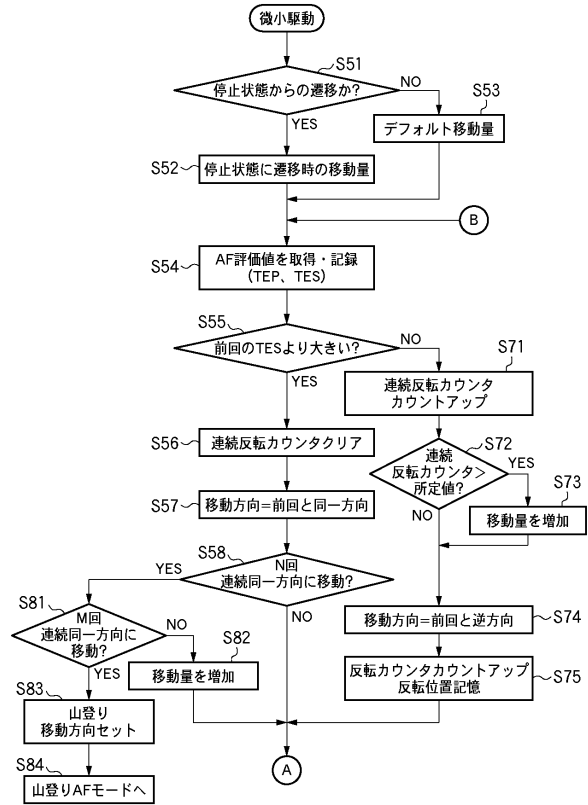 微小駆動
S51
停止状態からの遷移か?
NO
YES
S53
デフォルト移動量
S52
停止状態に遷移時の移動量
B
S54
AF評価値を取得・記録
(TEP、TES)
S55
前回のTESより大きい?
NO
YES
S71
連続反転カウンタ
カウントアップ
S56
連続反転カウンタクリア
S72
連続
反転カウンタ>
所定値?
YES
NO
S73
移動量を増加
S57
移動方向=前回と同一方向
S58
N回
連続同一方向に移動?
YES
NO
S74
移動方向=前回と逆方向
S75
反転カウンタカウントアップ
反転位置記憶
S81
M回
連続同一方向に
移動?
NO
YES
S82
移動量を増加
S83
山登り
移動方向セット
S84
山登りAFモードへ
A